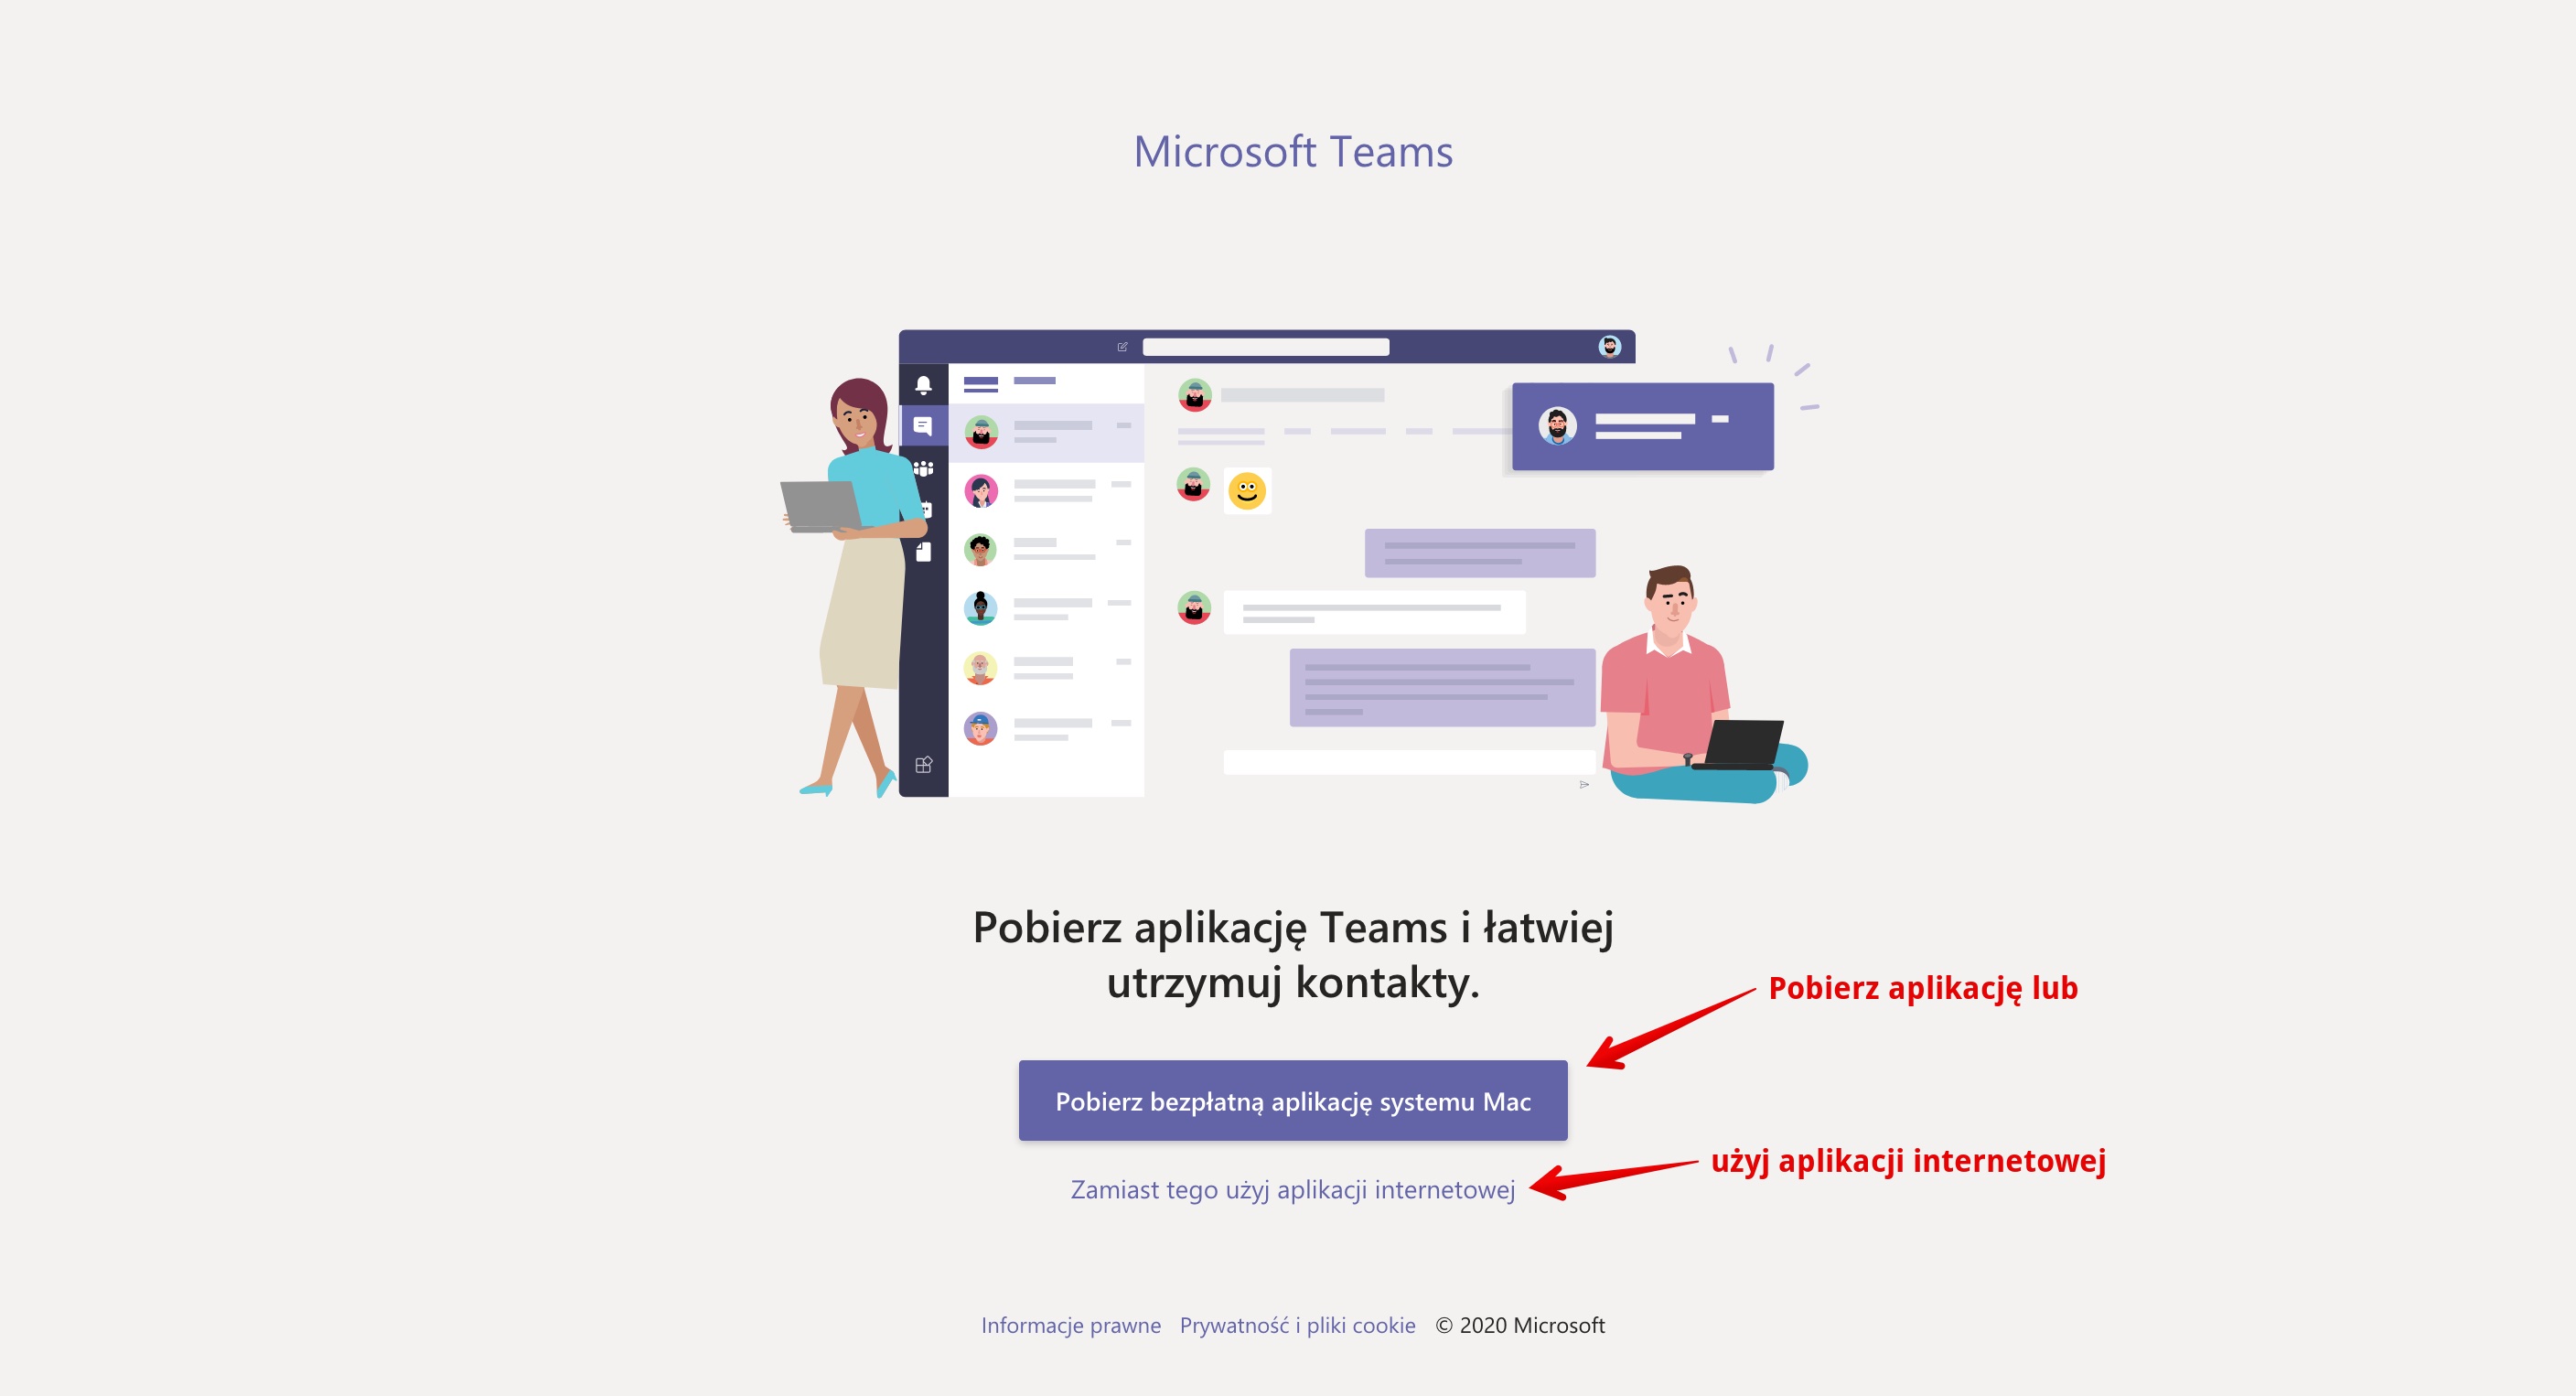 Microsoft Teams
Pobierz aplikację Teams i łatwiej
utrzymuj kontakty.
Pobierz aplikację lub
Pobierz bezpłatną aplikację systemu Mac
użyj aplikacji internetowej
Zamiast tego użyj aplikacji internetowej
Informacje prawne Prywatność i pliki cookie © 2020 Microsoft